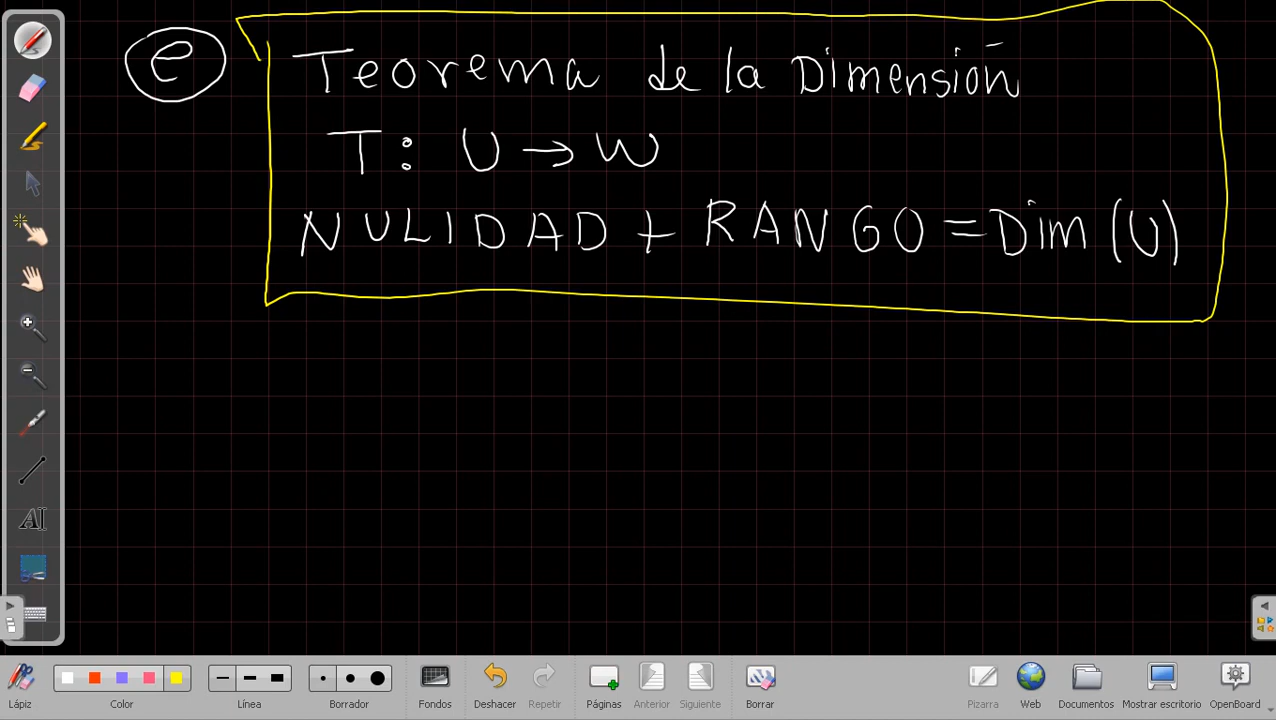 e
Teorema de la Dimensión
T: U → W
NULIDAD + RANGO = Dim (U)
AI
Lápiz
Color
Línea
Borrador
Fondos
Deshacer
Repetir
Páginas
Anterior
Siguiente
Borrar
Pizarra
Web
Documentos
Mostrar escritorio
OpenBoard